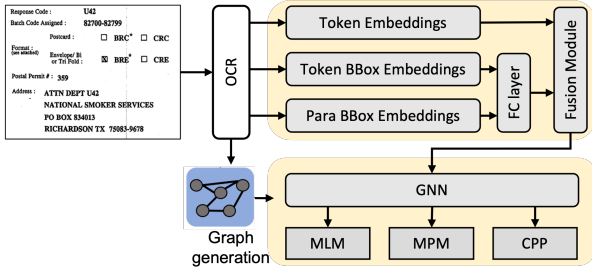 Response Code : U42
Batch Code Assigned : 82700-82799
Postcard : BRC* CRC
Format :
(see attached)
Envelope/ Bi
or Tri Fold : BRE* CRE
Postal Permit # : 359
Address : ATTN DEPT U42
NATIONAL SMOKER SERVICES
PO BOX 834013
RICHARDSON TX 75083-9678
OCR
Token Embeddings
Token BBox Embeddings
Para BBox Embeddings
FC layer
Fusion Module
Graph
generation
GNN
MLM
MPM
CPP